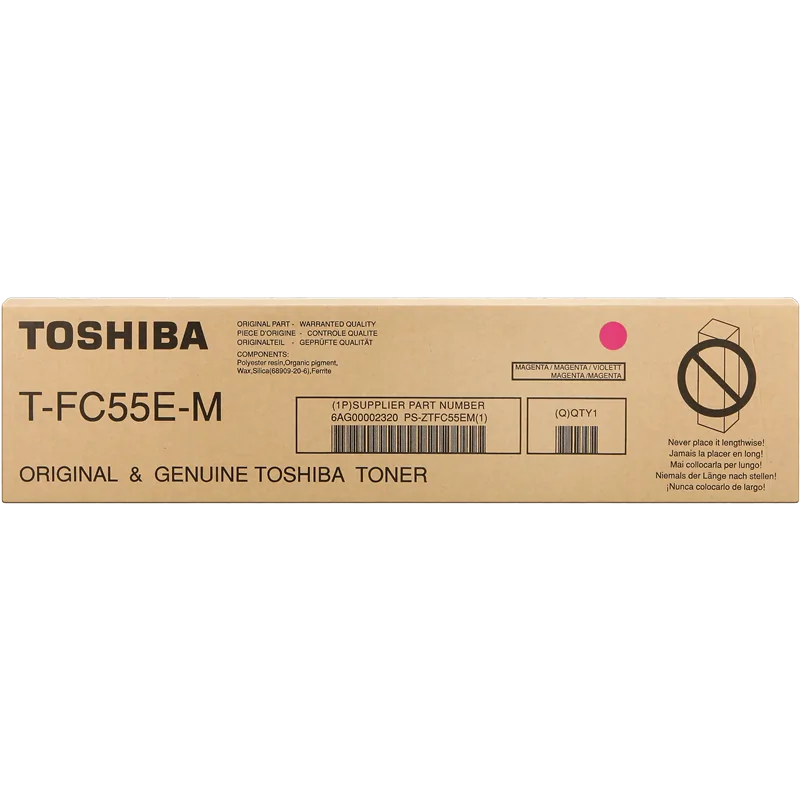 TOSHIBA
ORIGINAL PART - WARRANTED QUALITY
PIECE D'ORIGINE - CONTROLE QUALITE
ORIGINALTEIL - GEPRÜFTE QUALITÄT
COMPONENTS:
Polyester resin,Organic pigment,
Wax,Silica(68909-20-6),Ferrite
MAGENTA / MAGENTA / VIOLETT
MAGENTA /MAGENTA
T-FC55E-M
(1P)SUPPLIER PART NUMBER
6AG00002320 PS-ZTFC55EM(1)
(Q)QTY1
ORIGINAL & GENUINE TOSHIBA TONER
Never place it lengthwise!
Jamais la placer en long!
Mai collocarla per lungo!
Niemals der Länge nach stellen!
¡Nunca colocarlo de largo!